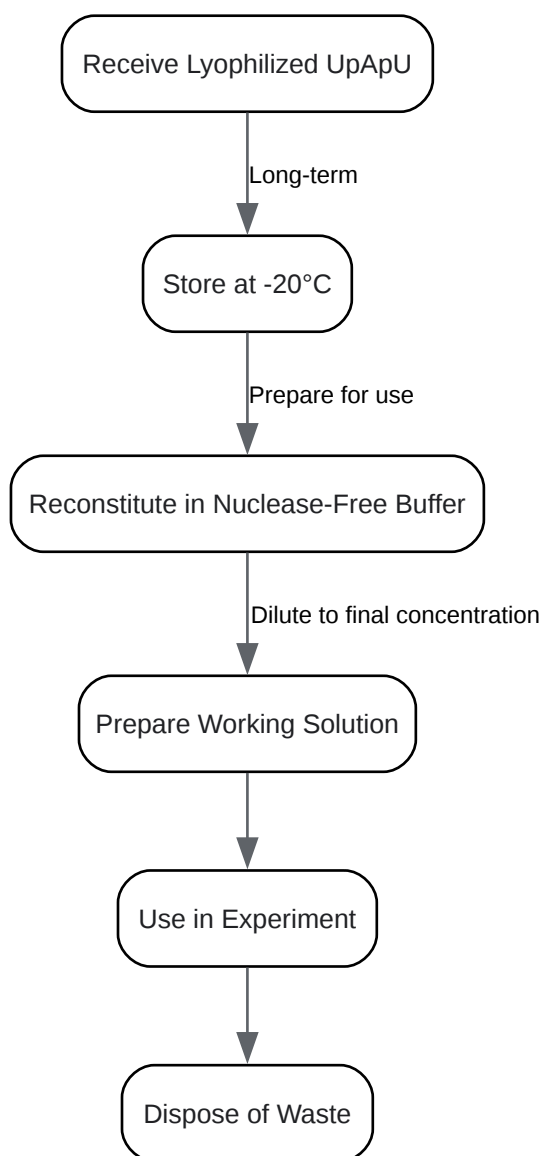 Receive Lyophilized UpApU
Long-term
Store at -20°C
Prepare for use
Reconstitute in Nuclease-Free Buffer
Dilute to final concentration
Prepare Working Solution
Use in Experiment
Dispose of Waste